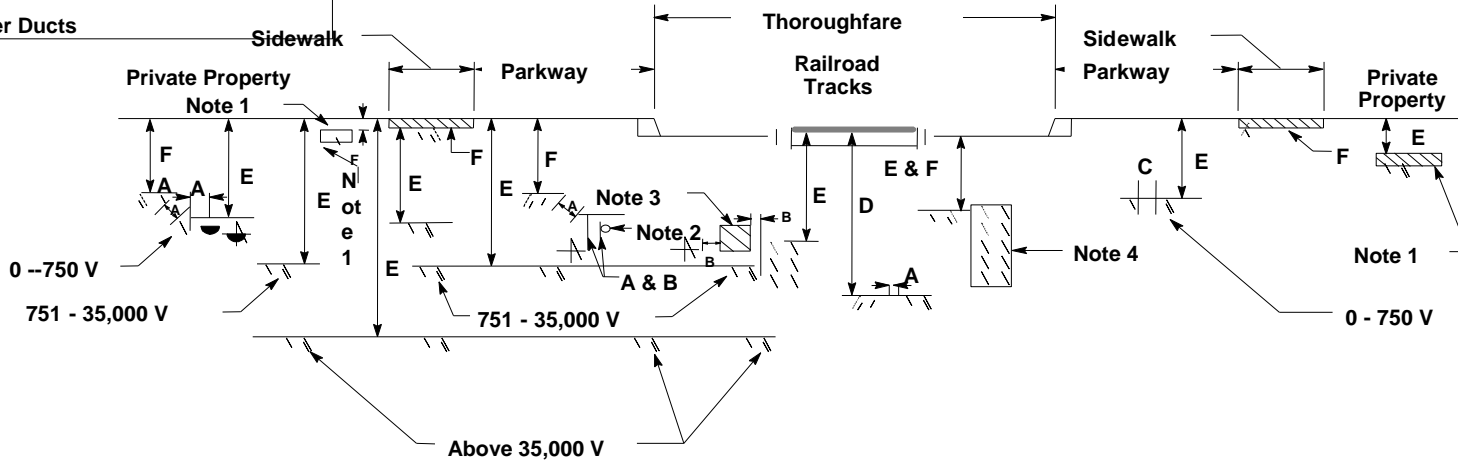 er Ducts
Thoroughfare
Sidewalk
Sidewalk
Parkway
Railroad
Tracks
Parkway
Private Property
Private
Property
Note 1
F
E
E
F
A
A
A
F
Note 1
E
F
E
E
F
A
Note 3
Note 2
B
B
A & B
E
D
E & F
A
Note 4
C
E
F
E
Note 1
0 --750 V
751 - 35,000 V
751 - 35,000 V
0 - 750 V
Above 35,000 V